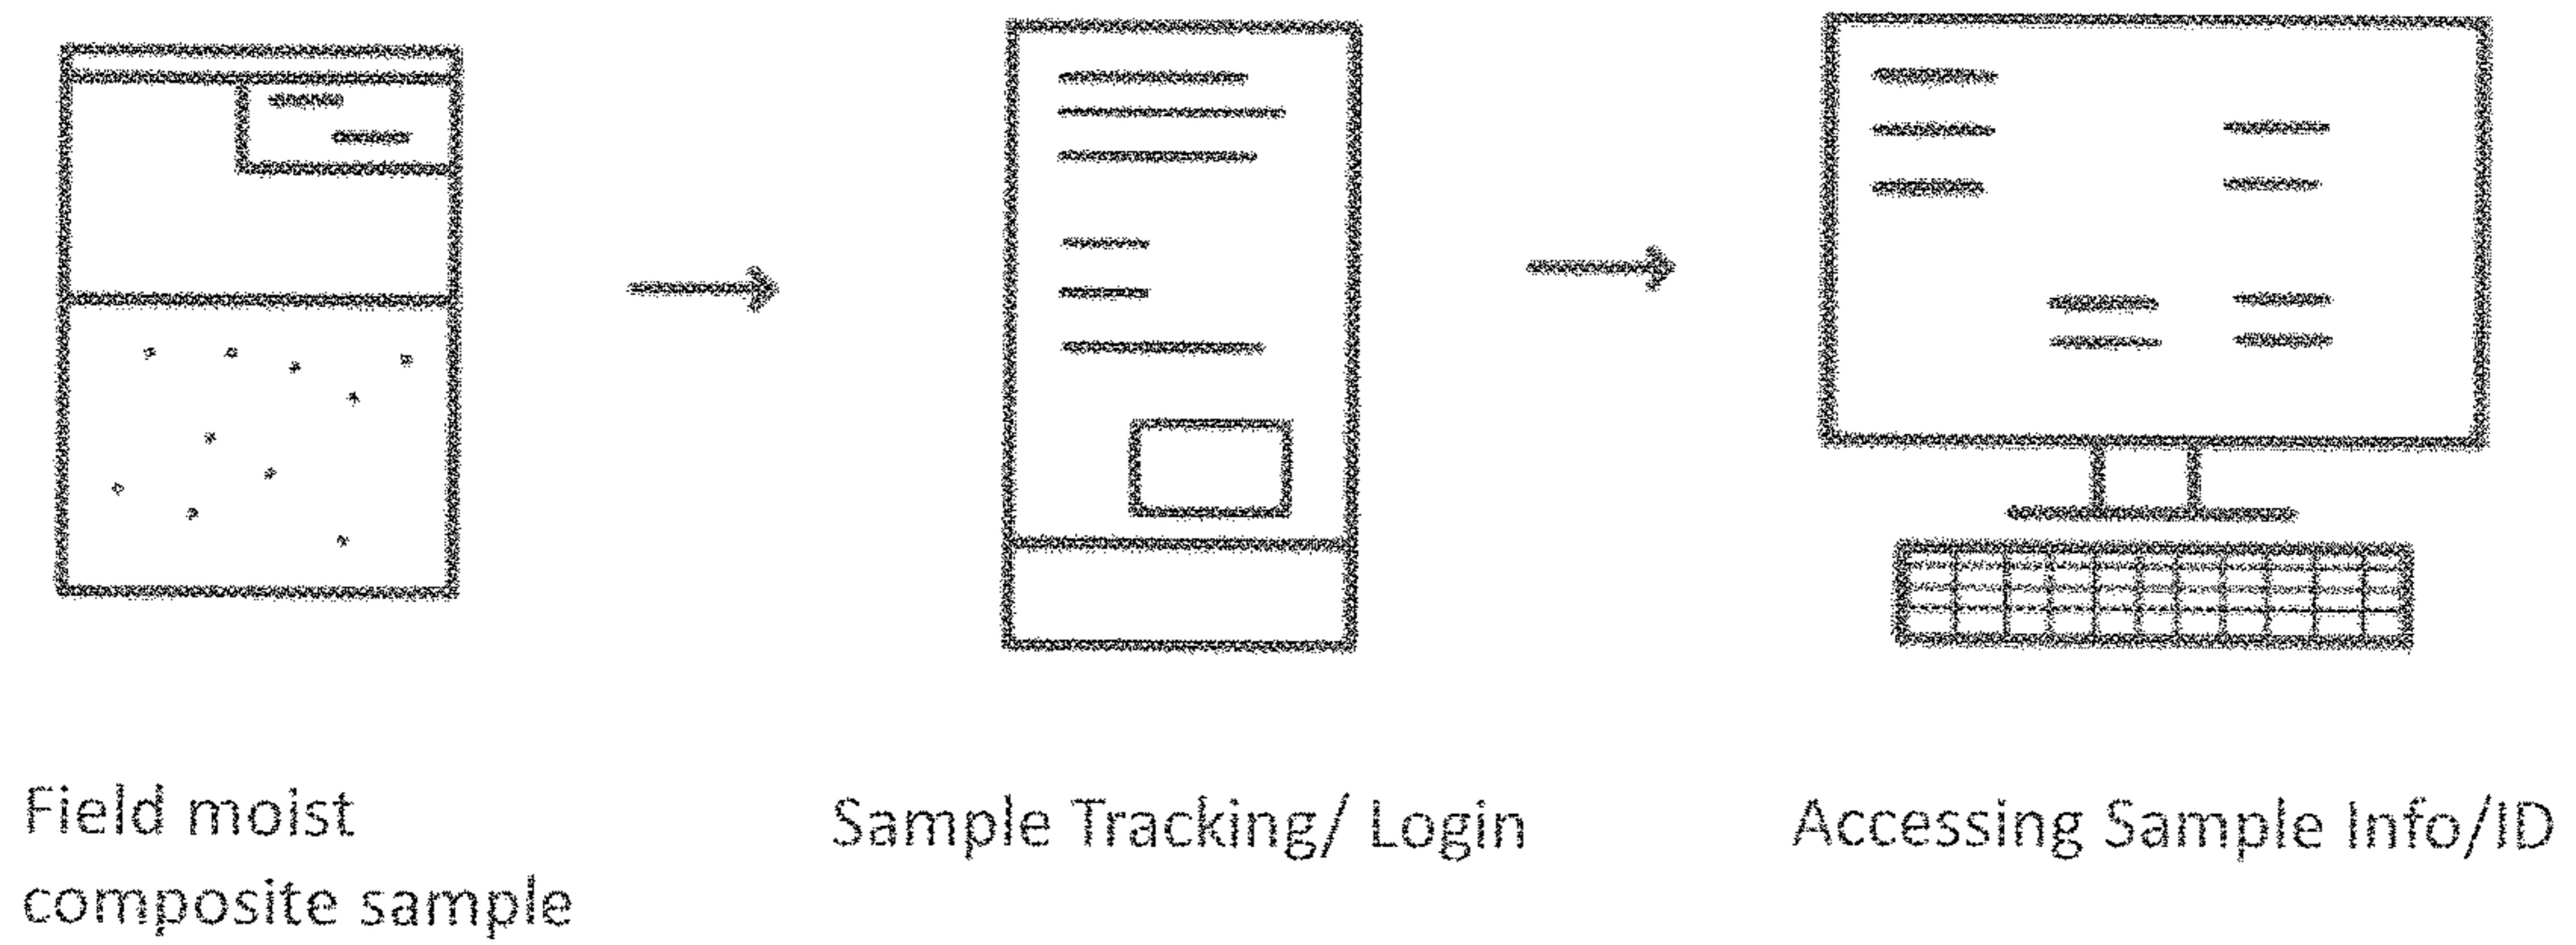 Field moist
composite sample
Sample Tracking/ Login
Accessing Sample Info/ID